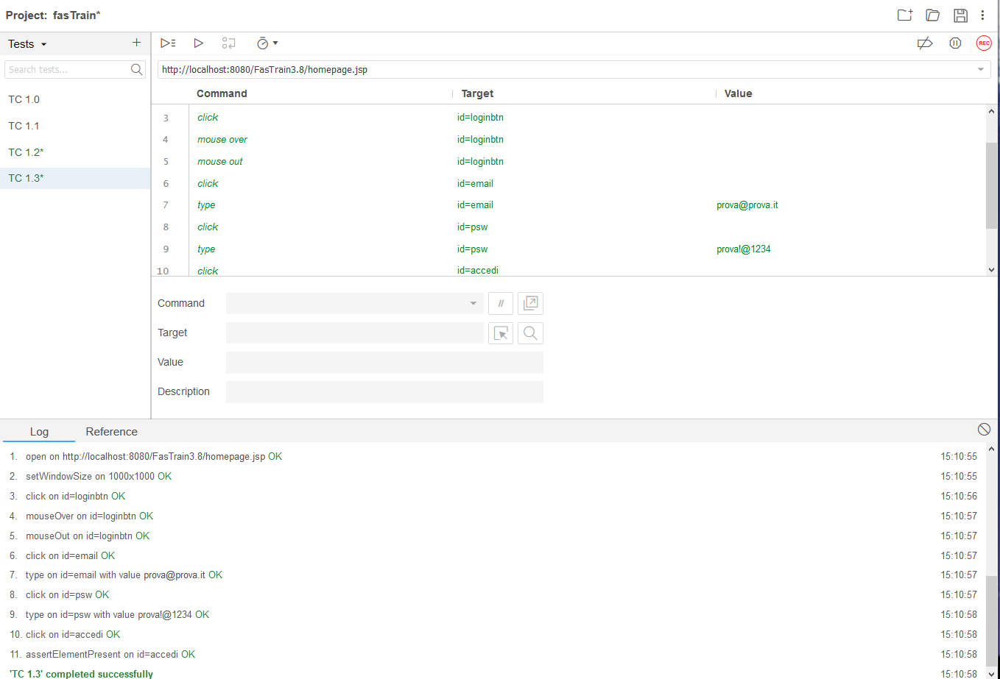 Project: fasTrain*
Tests
Search tests...
TC 1.0
TC 1.1
TC 1.2*
TC 1.3*
REC
http://localhost:8080/FasTrain3.8/homepage.jsp
Command Target Value
3 click id=loginbtn
4 mouse over id=loginbtn
5 mouse out id=loginbtn
6 click id=email
7 type id=email prova@prova.it
8 click id=psw
9 type id=psw prova!@1234
10 click id=accedi
Command //
Target
Value
Description
Log Reference
1. open on http://localhost:8080/FasTrain3.8/homepage.jsp OK 15:10:55
2. setWindowSize on 1000x1000 OK 15:10:55
3. click on id=loginbtn OK 15:10:56
4. mouseOver on id=loginbtn OK 15:10:57
5. mouseOut on id=loginbtn OK 15:10:57
6. click on id=email OK 15:10:57
7. type on id=email with value prova@prova.it OK 15:10:57
8. click on id=psw OK 15:10:57
9. type on id=psw with value prova!@1234 OK 15:10:58
10. click on id=accedi OK 15:10:58
11. assertElementPresent on id=accedi OK 15:10:58
'TC 1.3' completed successfully 15:10:58